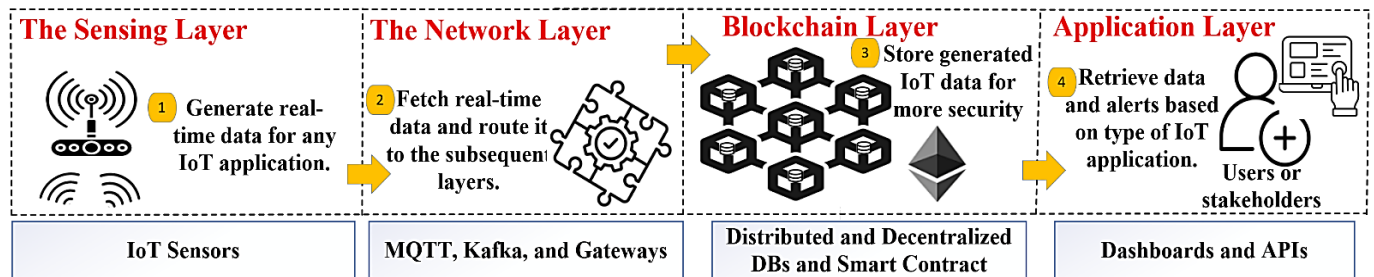 The Sensing Layer
1
Generate real-
time data for any
IoT application.
IoT Sensors
The Network Layer
2
Fetch real-time
data and route it
to the subsequent
layers.
MQTT, Kafka, and Gateways
Blockchain Layer
3
Store generated
IoT data for
more security
Distributed and Decentralized
DBs and Smart Contract
Application Layer
4
Retrieve data
and alerts based
on type of IoT
application.
Users or
stakeholders
Dashboards and APIs